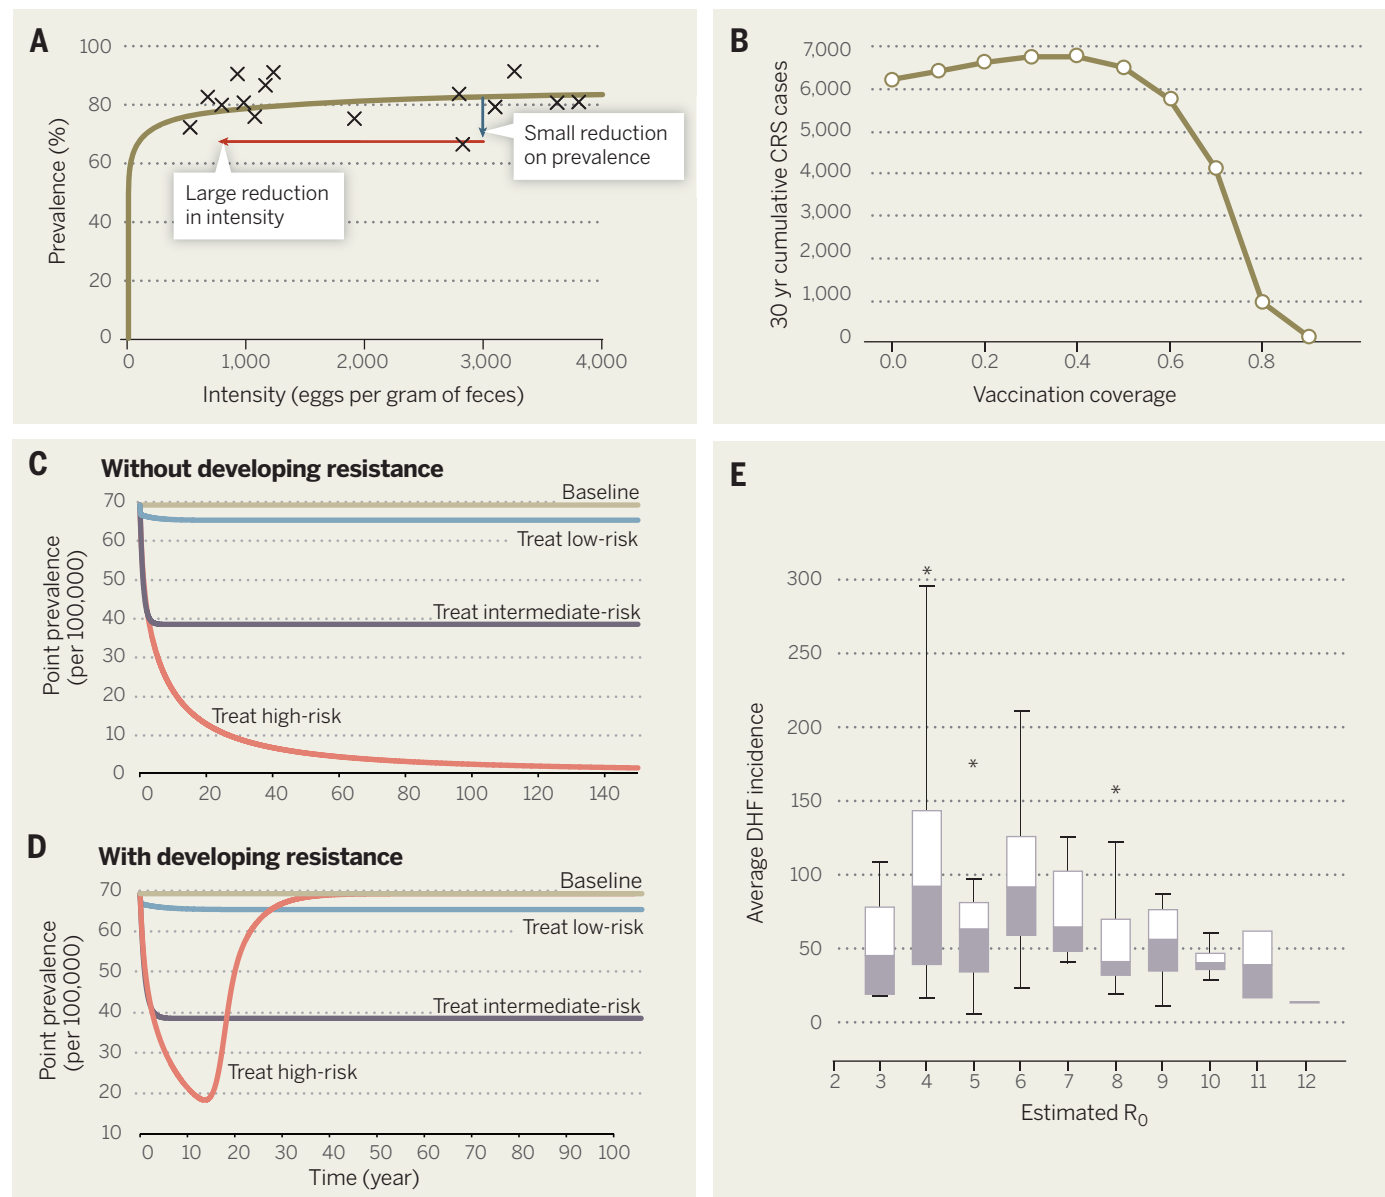 A
100
80
60
40
20
0
Prevalence (%)
Small reduction
on prevalence
Large reduction
in intensity
0
1,000
2,000
3,000
4,000
Intensity (eggs per gram of feces)
B
7,000
6,000
5,000
4,000
3,000
2,000
1,000
0
30 yr cumulative CRS cases
0.0
0.2
0.4
0.6
0.8
Vaccination coverage
C
Without developing resistance
70
60
50
40
30
20
10
0
Point prevalence
(per 100,000)
Baseline
Treat low-risk
Treat intermediate-risk
Treat high-risk
0
20
40
60
80
100
120
140
D
With developing resistance
70
60
50
40
30
20
10
Point prevalence
(per 100,000)
Baseline
Treat low-risk
Treat intermediate-risk
Treat high-risk
0
10
20
30
40
50
60
70
80
90
100
Time (year)
E
300
250
200
150
100
50
0
Average DHF incidence
*
*
*
2
3
4
5
6
7
8
9
10
11
12
Estimated R0